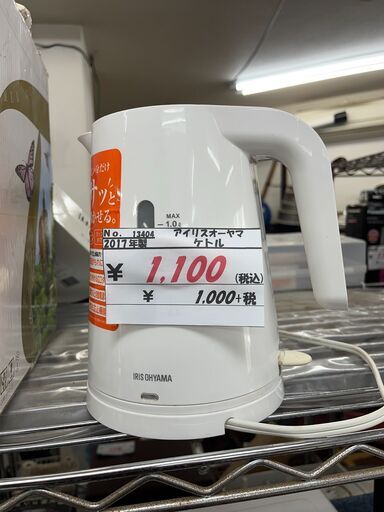 MAX
1.0ℓ
No. 13404 アイリスオーヤマ
2017年製 ケトル
¥ 1,100 (税込)
¥ 1,000+税
IRIS OHYAMA